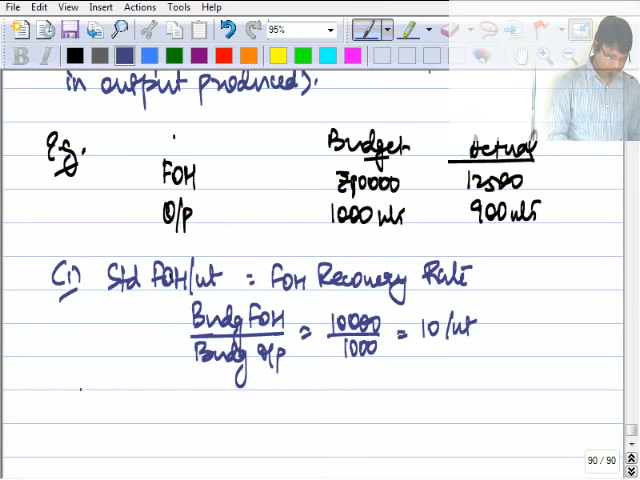 File Edit View Insert Actions Tools Help
95%
B I
in output produced).
Eg. Budget Actual
FOH ₹10000 12500
O/p 1000 uts 900 uts
(i) Std FOH/ut = FOH Recovery Rate
Budg FOH / Budg O/p = 10000 / 1000 = 10/ut
90 / 90